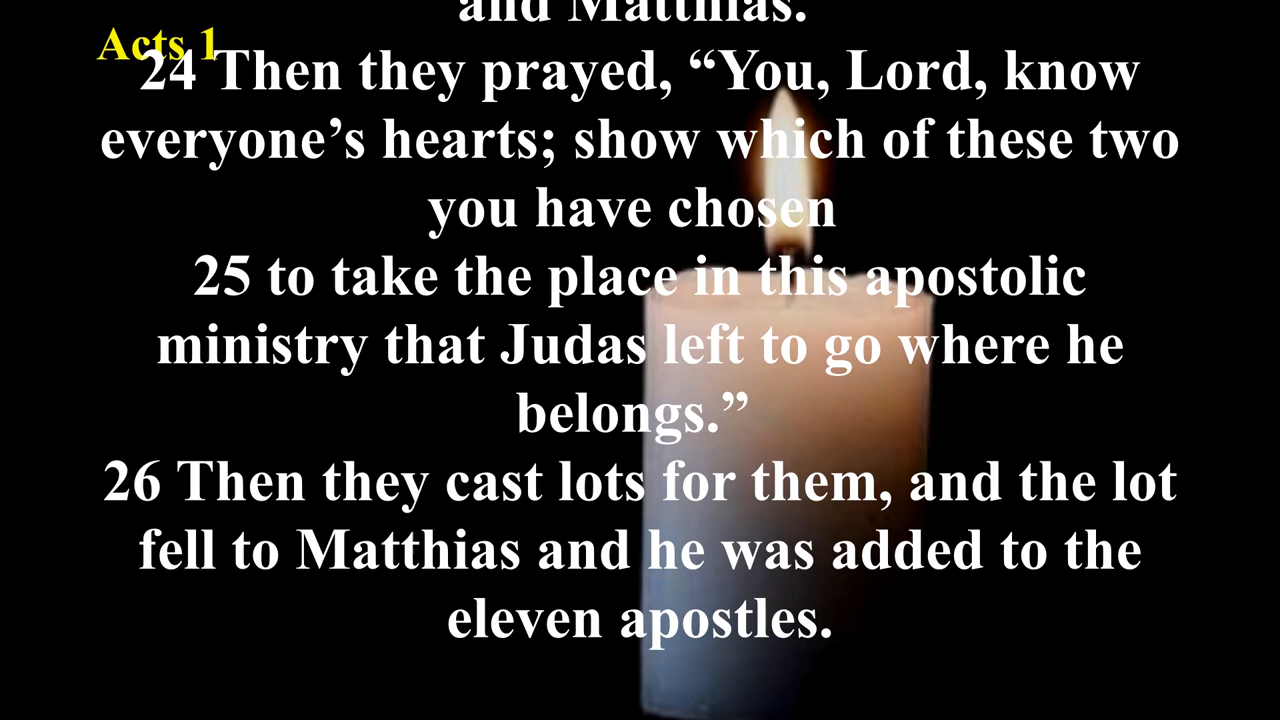 and Matthias.
Acts 1
24 Then they prayed, “You, Lord, know
everyone’s hearts; show which of these two
you have chosen
25 to take the place in this apostolic
ministry that Judas left to go where he
belongs.”
26 Then they cast lots for them, and the lot
fell to Matthias and he was added to the
eleven apostles.